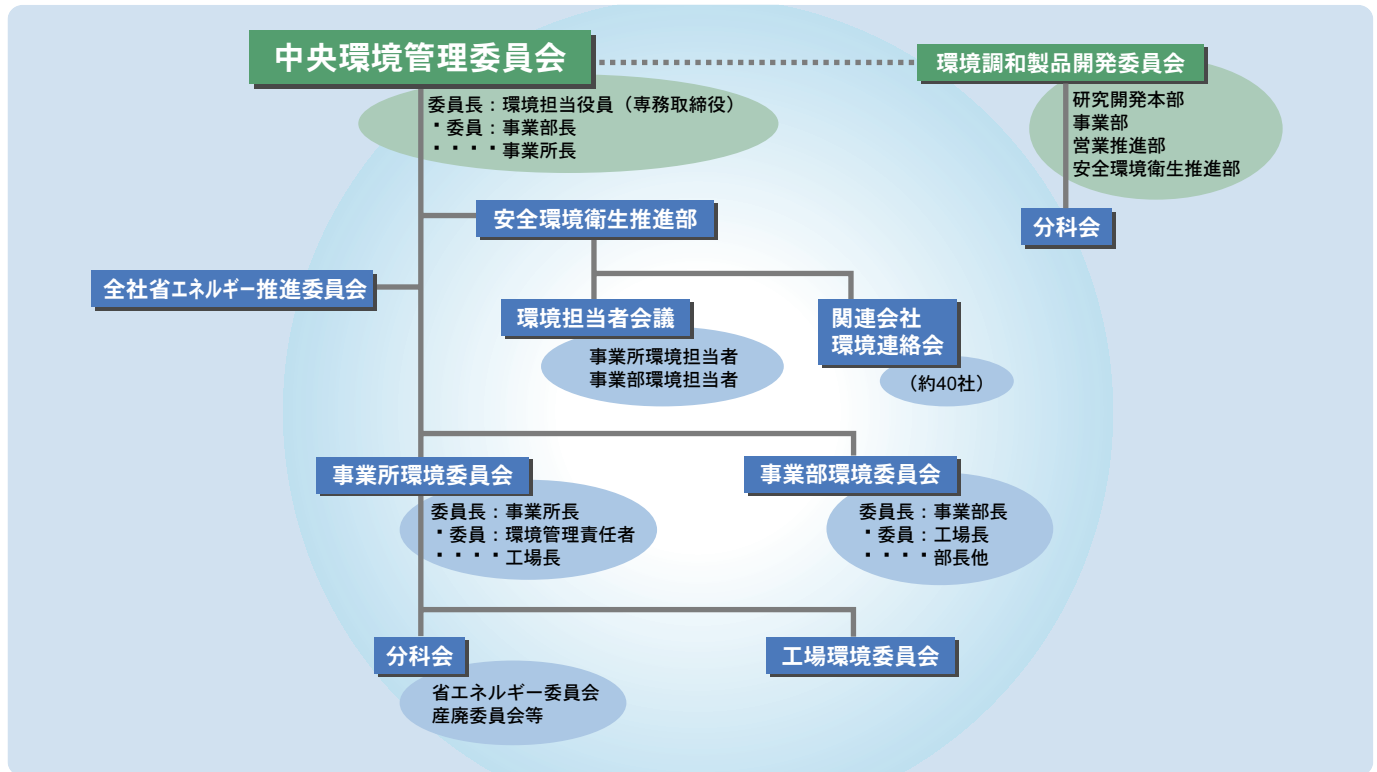 中央環境管理委員会
環境調和製品開発委員会
委員長：環境担当役員（専務取締役）
・委員：事業部長
・・・・事業所長
研究開発本部
事業部
営業推進部
安全環境衛生推進部
安全環境衛生推進部
分科会
全社省エネルギー推進委員会
環境担当者会議
事業所環境担当者
事業部環境担当者
関連会社
環境連絡会
（約40社）
事業所環境委員会
委員長：事業所長
・委員：環境管理責任者
・・・・工場長
事業部環境委員会
委員長：事業部長
・委員：工場長
・・・・部長他
分科会
省エネルギー委員会
産廃委員会等
工場環境委員会